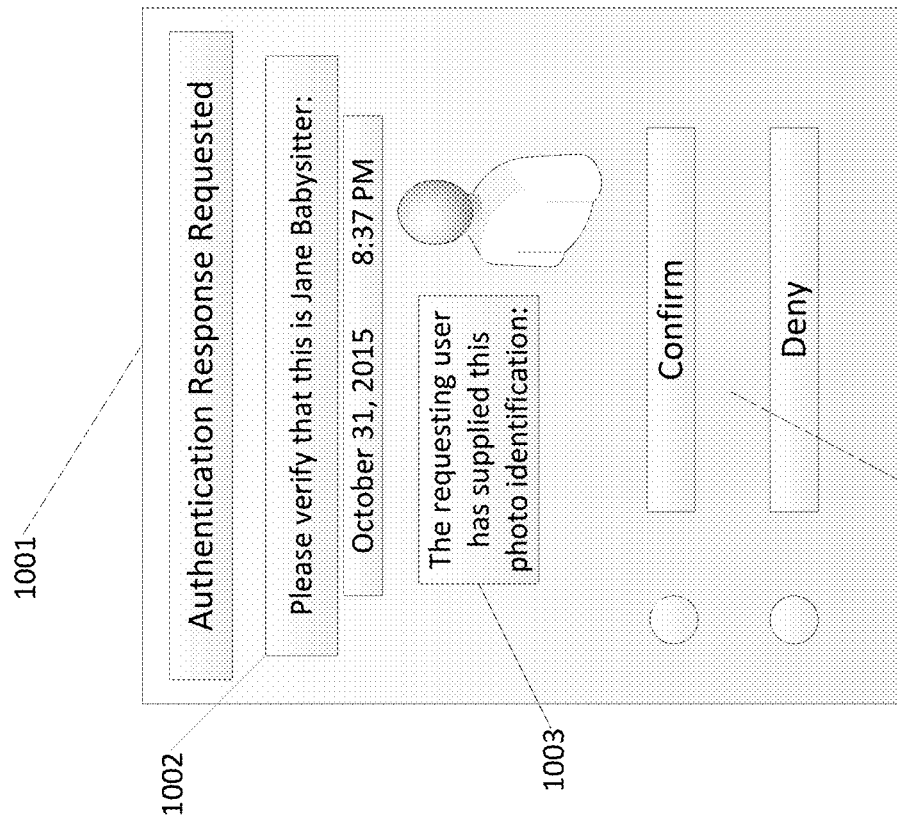 1001
Authentication Response Requested
1002
Please verify that this is Jane Babysitter:
October 31, 2015 8:37 PM
1003
The requesting user
has supplied this
photo identification:
Confirm
Deny